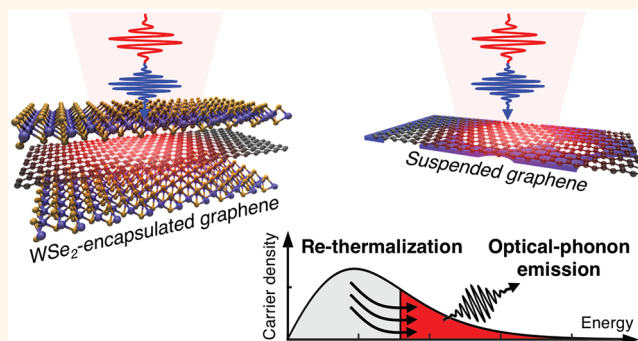 WSe₂-encapsulated graphene
Suspended graphene
Re-thermalization
Optical-phonon
emission
Carrier density
Energy